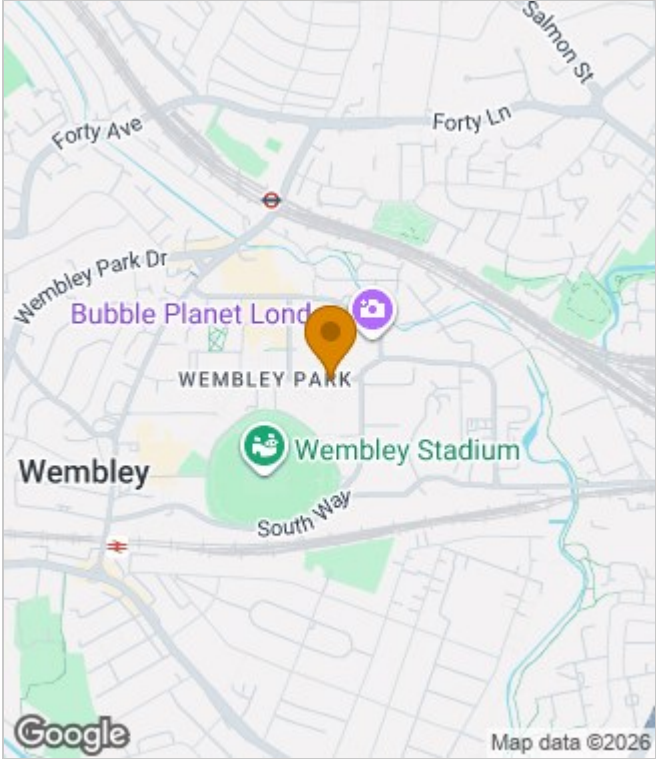 Salmon St
Forty Ave
Forty Ln
Wembley Park Dr
Bubble Planet Lond
WEMBLEY PARK
Wembley Stadium
Wembley
South Way
Google
Map data ©2026